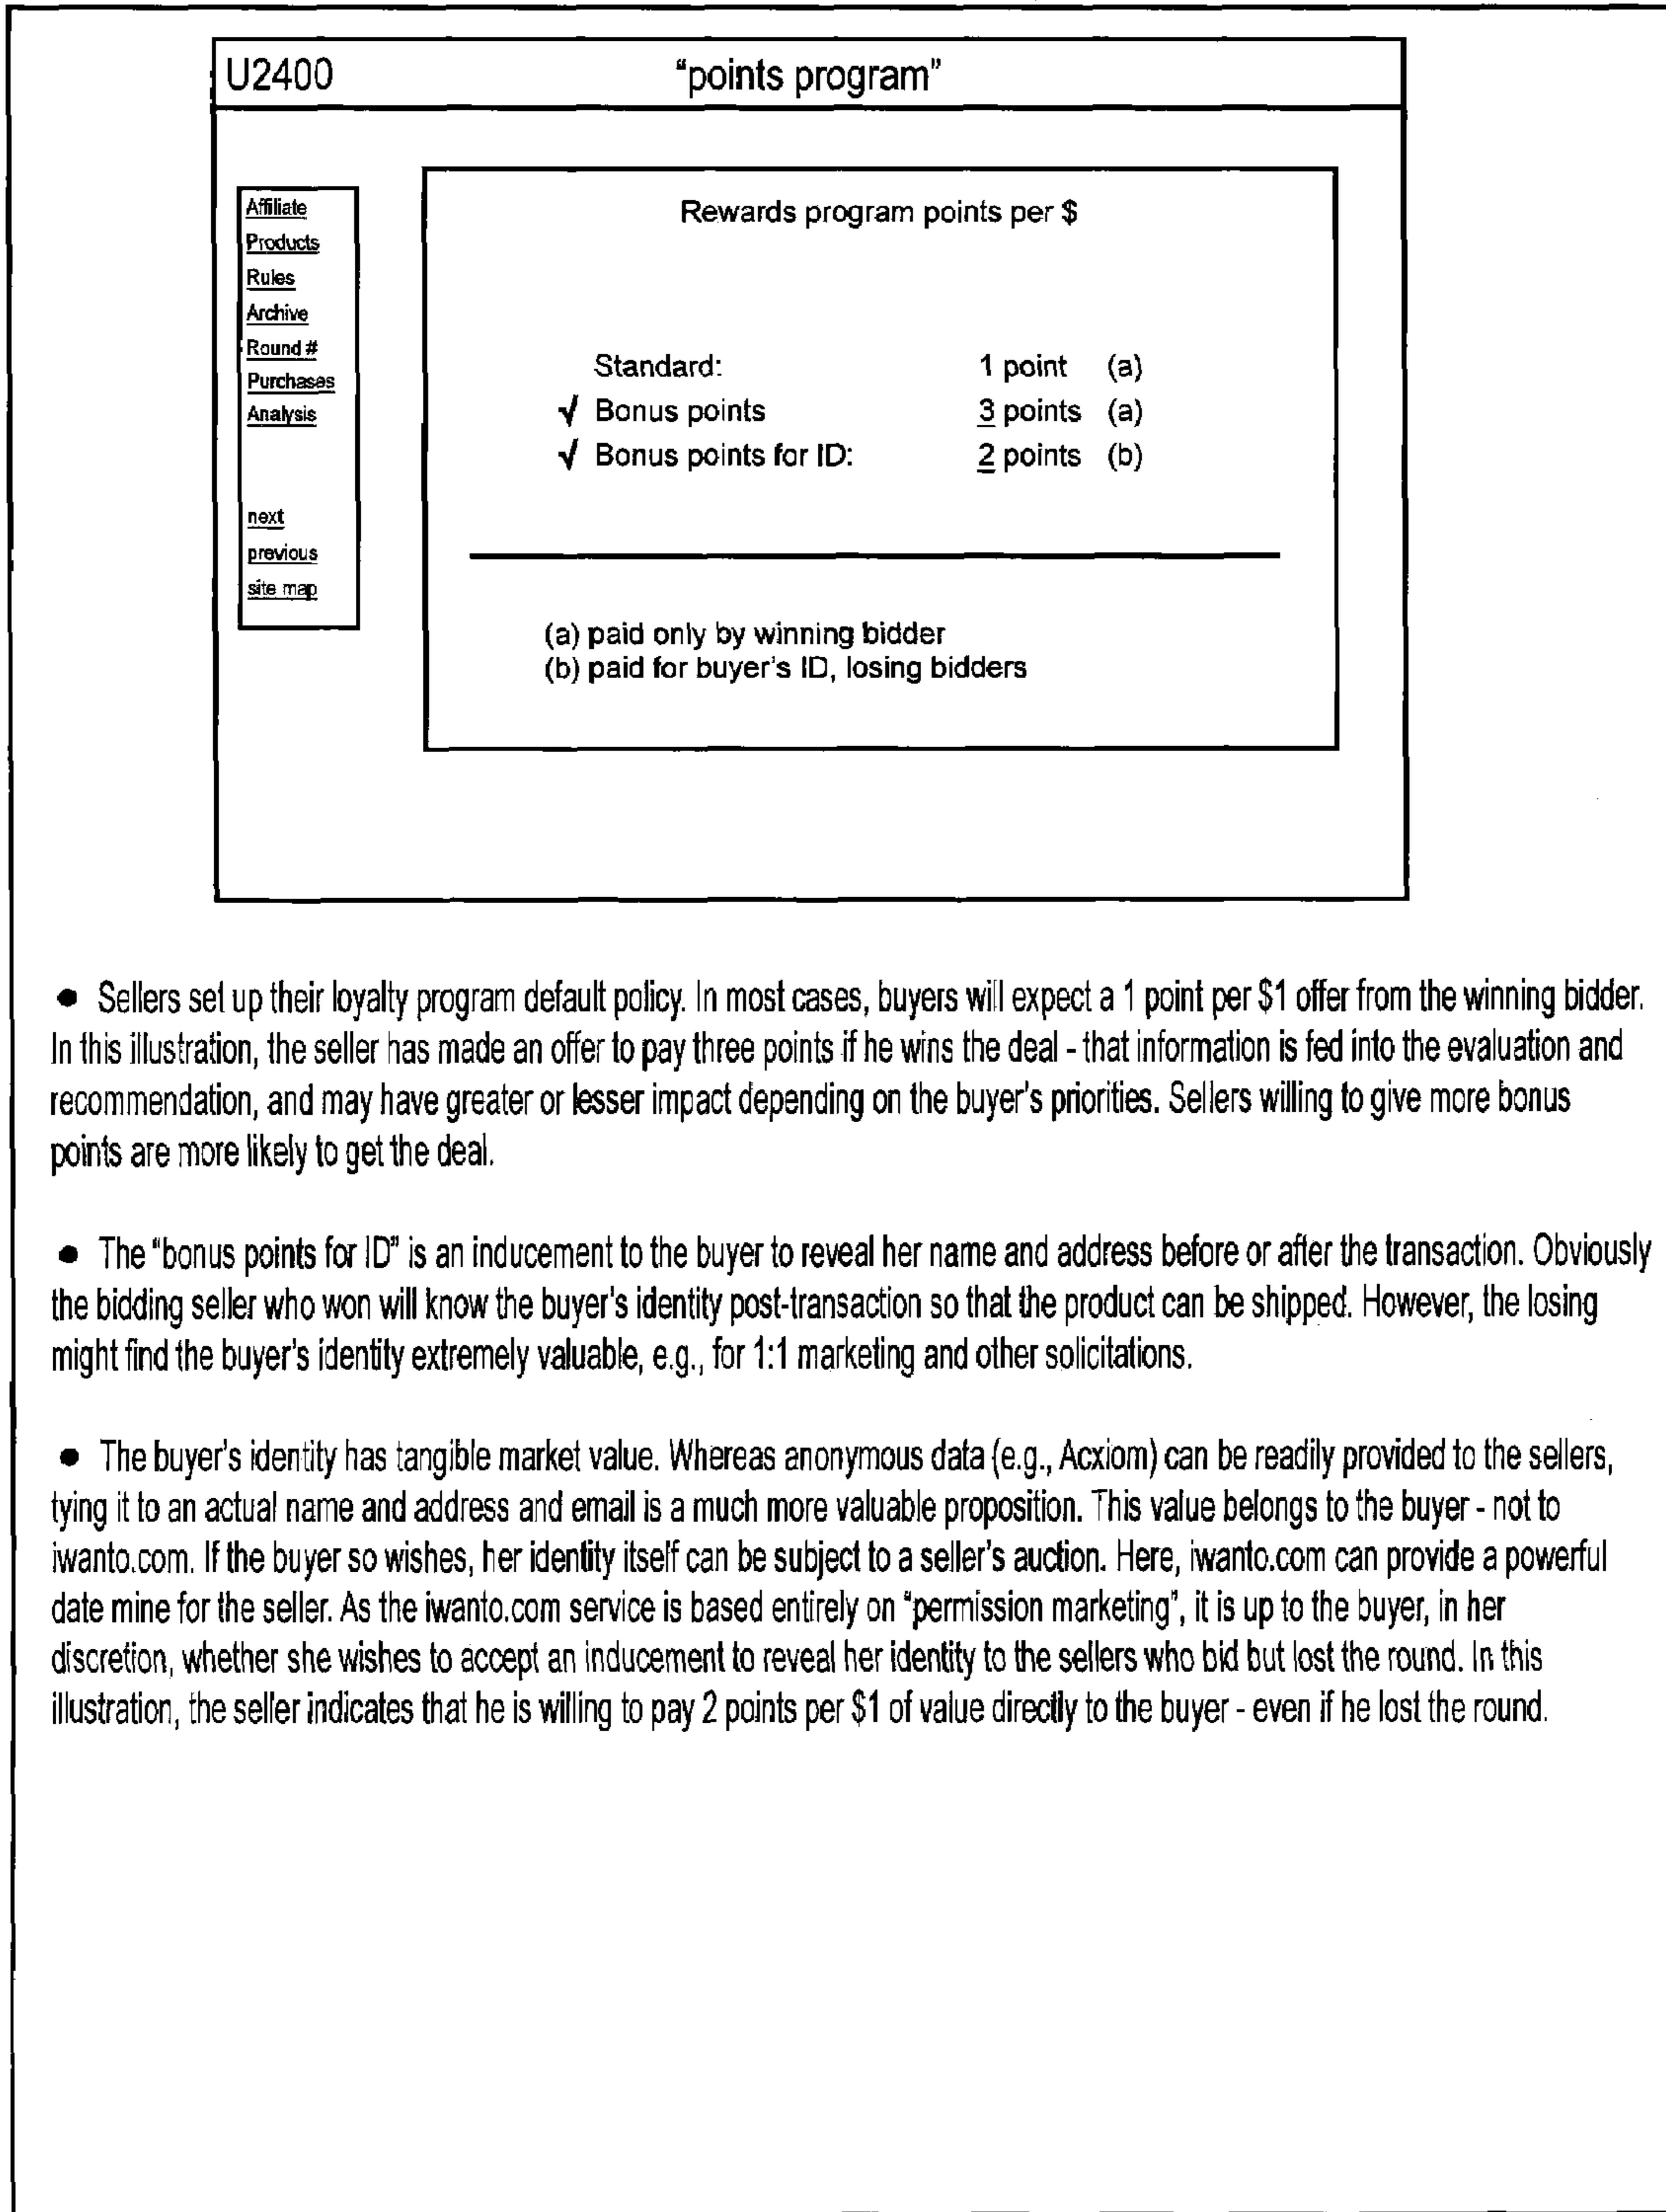 U2400 "points program"
Affiliate
Products
Rules
Archive
Round #
Purchases
Analysis
next
previous
site map
Rewards program points per $
Standard: 1 point (a)
√ Bonus points 3 points (a)
√ Bonus points for ID: 2 points (b)
(a) paid only by winning bidder
(b) paid for buyer's ID, losing bidders
● Sellers set up their loyalty program default policy. In most cases, buyers will expect a 1 point per $1 offer from the winning bidder.
In this illustration, the seller has made an offer to pay three points if he wins the deal - that information is fed into the evaluation and
recommendation, and may have greater or lesser impact depending on the buyer's priorities. Sellers willing to give more bonus
points are more likely to get the deal.
● The "bonus points for ID" is an inducement to the buyer to reveal her name and address before or after the transaction. Obviously
the bidding seller who won will know the buyer's identity post-transaction so that the product can be shipped. However, the losing
might find the buyer's identity extremely valuable, e.g., for 1:1 marketing and other solicitations.
● The buyer's identity has tangible market value. Whereas anonymous data (e.g., Acxiom) can be readily provided to the sellers,
tying it to an actual name and address and email is a much more valuable proposition. This value belongs to the buyer - not to
iwanto.com. If the buyer so wishes, her identity itself can be subject to a seller's auction. Here, iwanto.com can provide a powerful
date mine for the seller. As the iwanto.com service is based entirely on "permission marketing", it is up to the buyer, in her
discretion, whether she wishes to accept an inducement to reveal her identity to the sellers who bid but lost the round. In this
illustration, the seller indicates that he is willing to pay 2 points per $1 of value directly to the buyer - even if he lost the round.